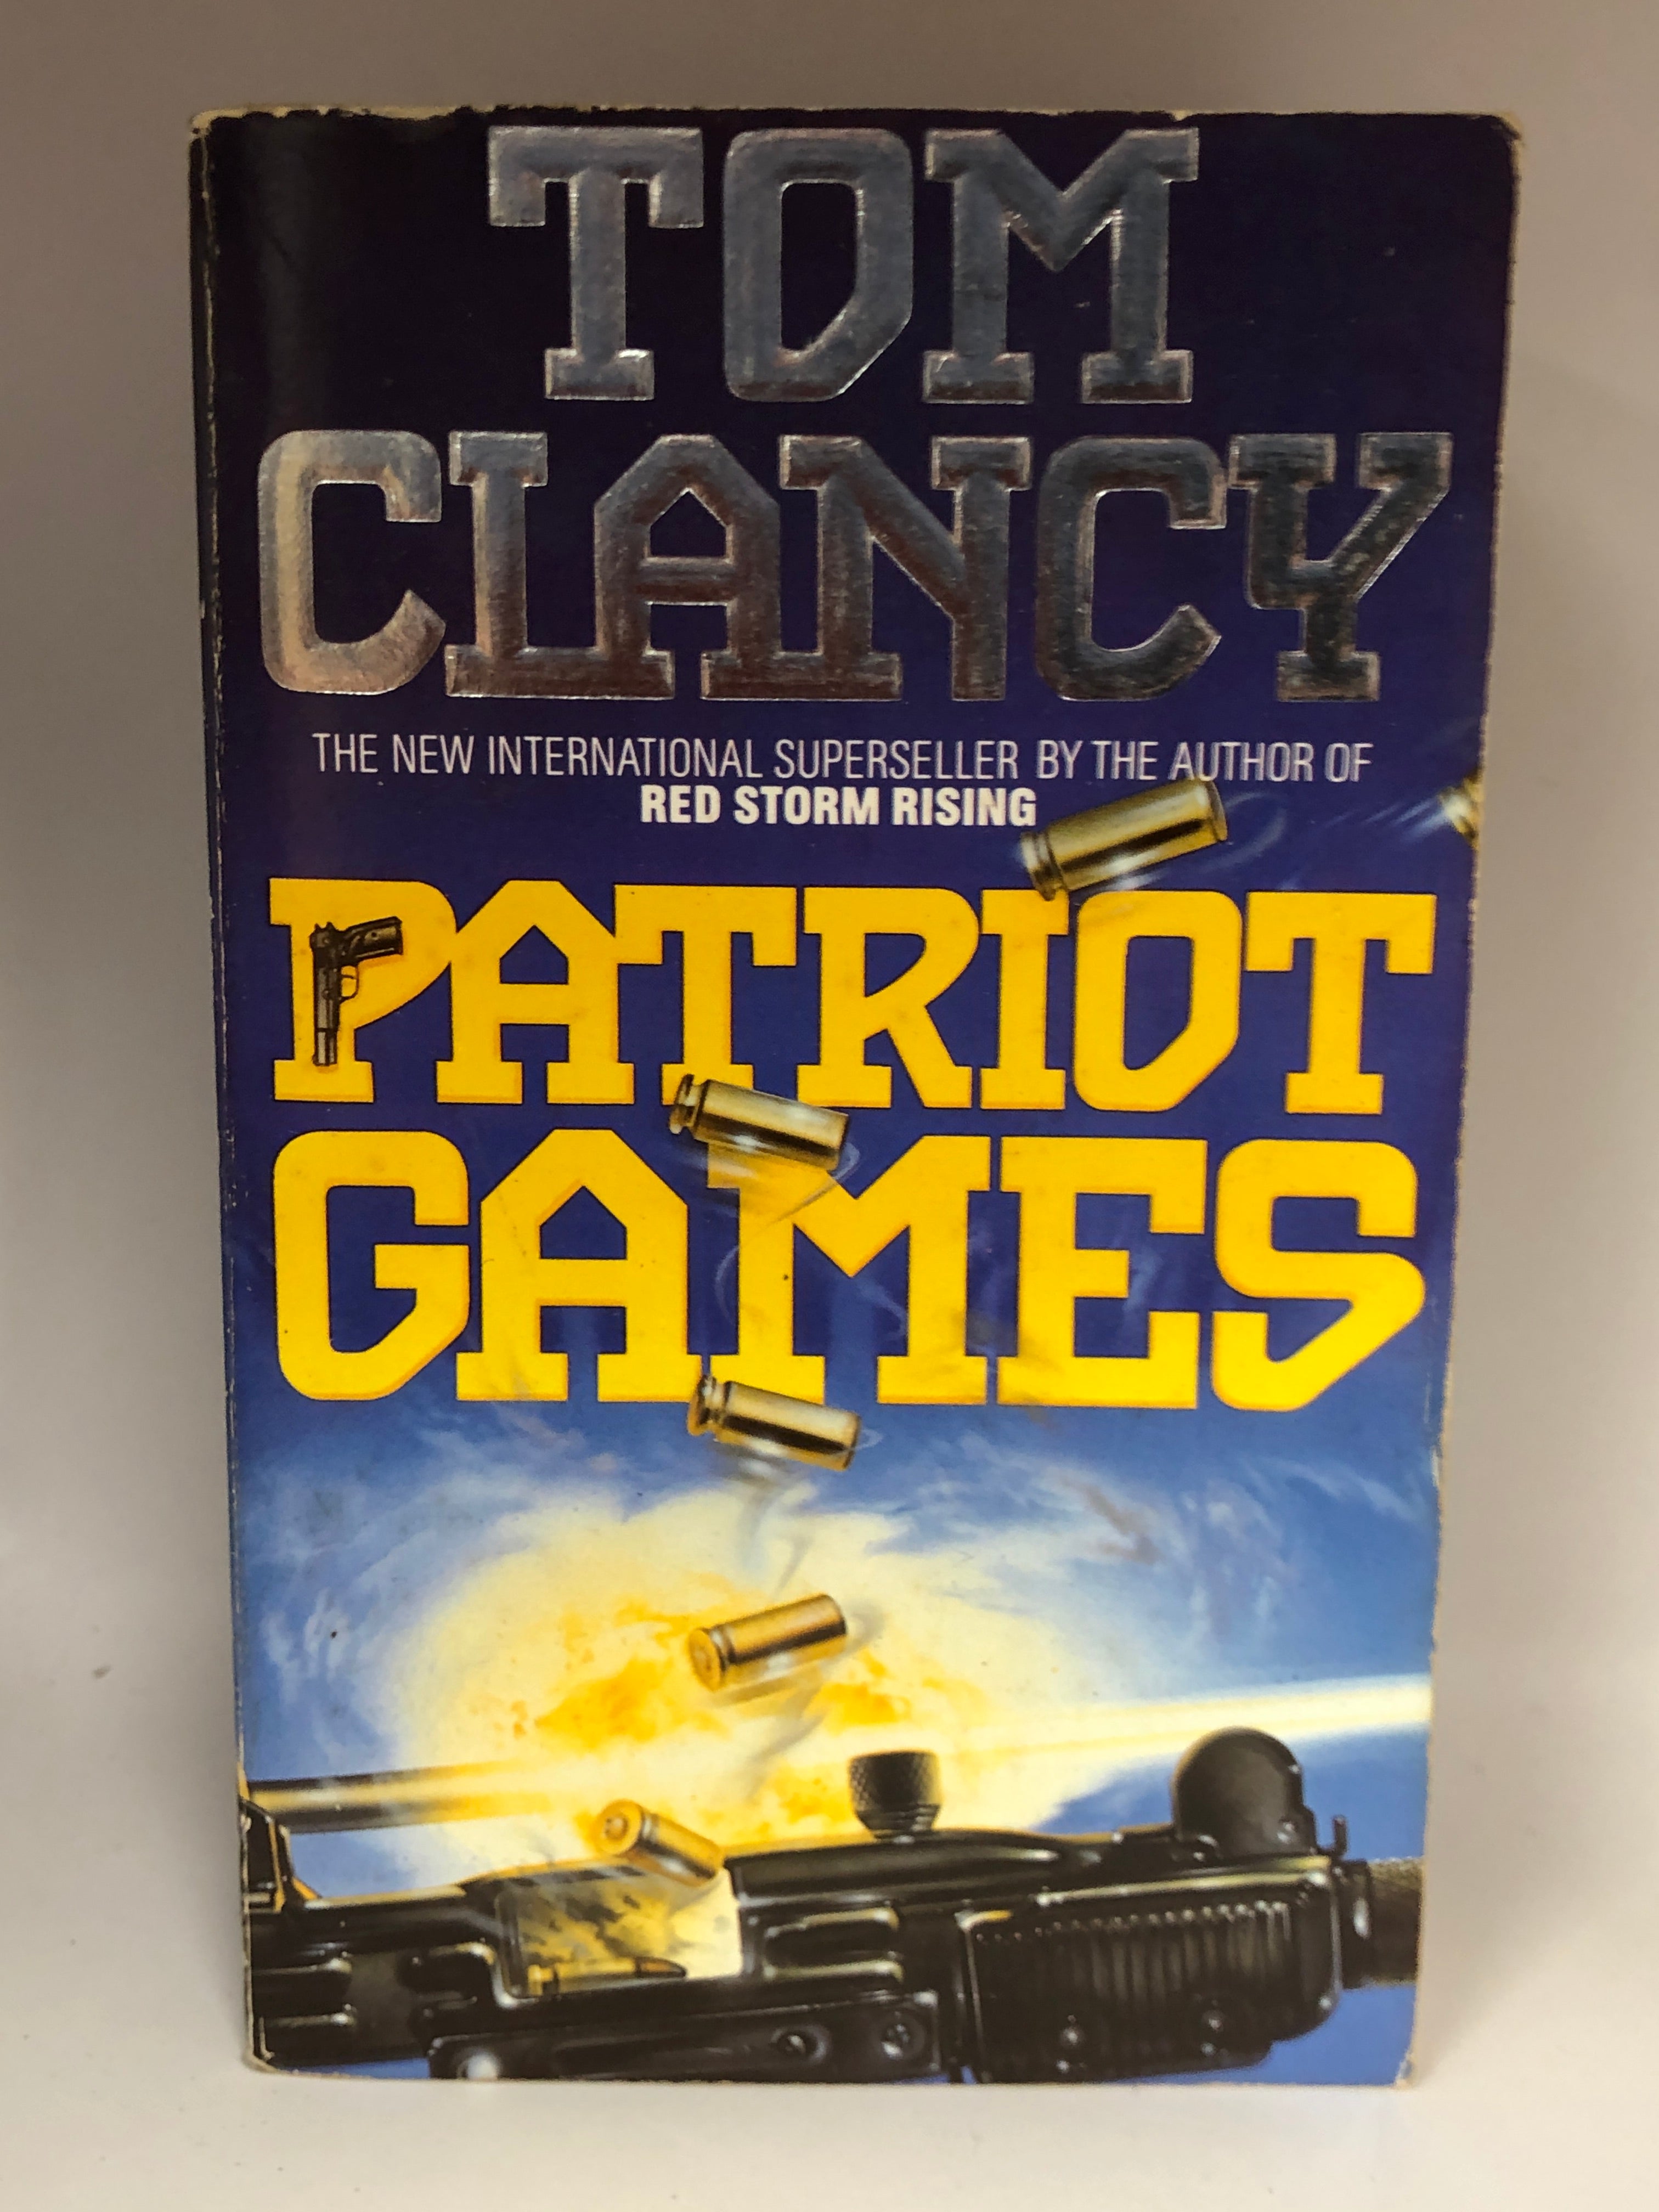 TOM
CLANCY
THE NEW INTERNATIONAL SUPERSELLER BY THE AUTHOR OF
RED STORM RISING
PATRIOT
GAMES